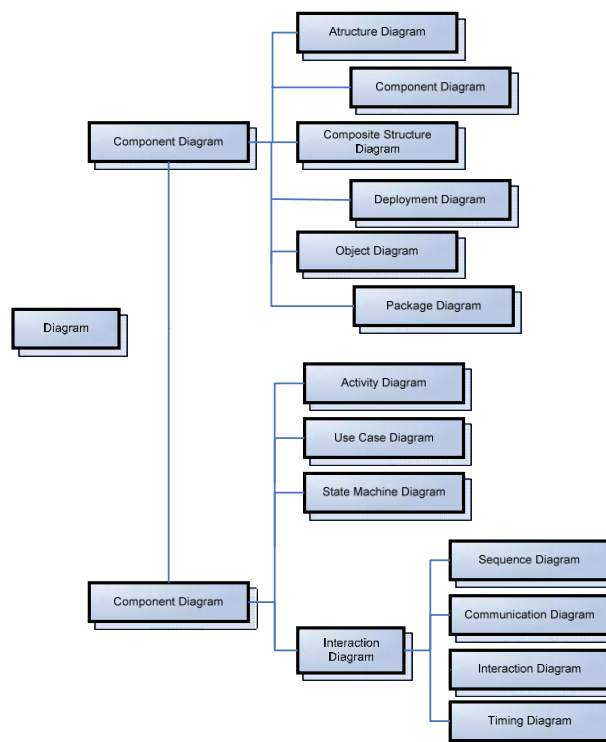 Atructure Diagram
Component Diagram
Component Diagram
Composite Structure
Diagram
Deployment Diagram
Object Diagram
Package Diagram
Diagram
Activity Diagram
Use Case Diagram
State Machine Diagram
Component Diagram
Interaction
Diagram
Sequence Diagram
Communication Diagram
Interaction Diagram
Timing Diagram